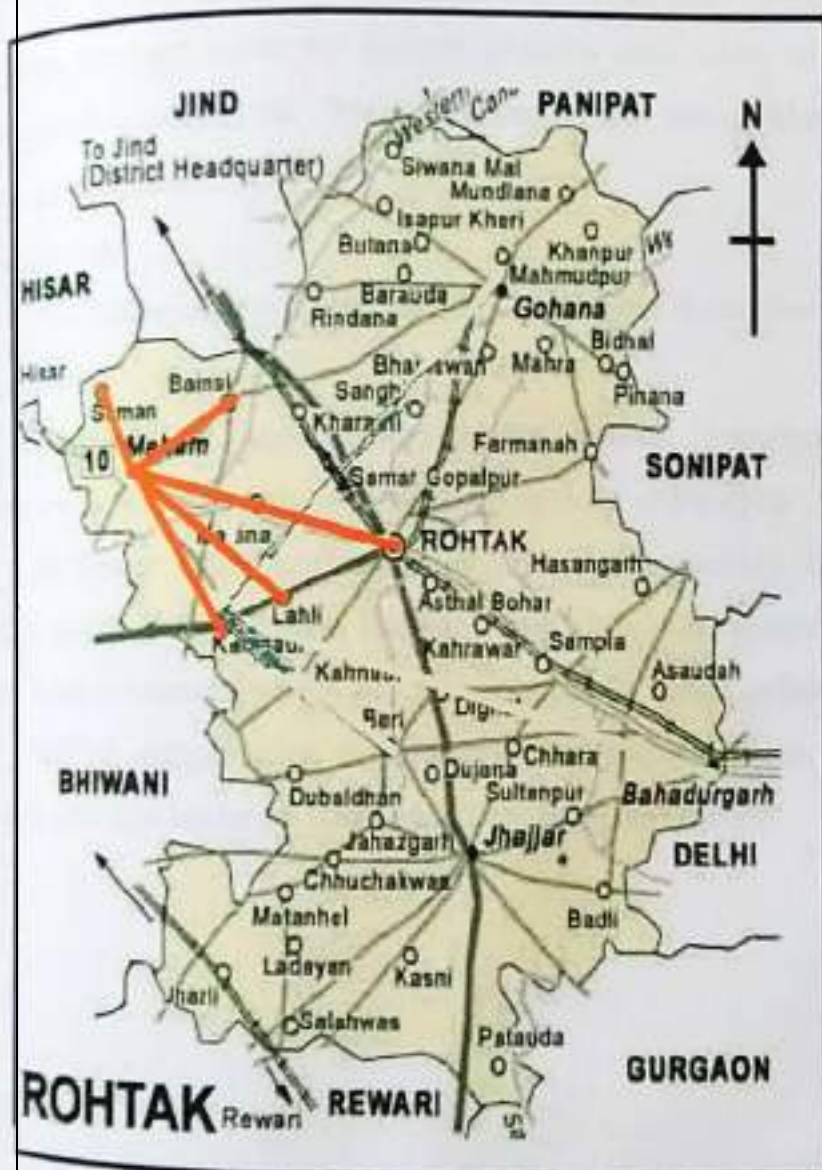 JIND
PANIPAT
N
To Jind
(District Headquarter)
Siwana Mal
Mundlana
Isapur Kheri
Butana
Khanpur
Mahmudpur
HISAR
Barauda
Gohana
Rindana
Bidhal
Mahra
Hisar
Bainsi
Pinana
Kharanti
Meham
Farmanah
10
SONIPAT
Samar Gopalpur
ROHTAK
Hasangarh
Asthal Bohar
Lahli
Kahrawar
Sampla
Asaudah
Beri
Chhara
BHIWANI
Dujana
Dubaldhan
Sultanpur
Bahadurgarh
Jahazgarh
Jhajjar
DELHI
Chhuchakwas
Matanhel
Badli
Ladayan
Kasni
Jharli
Salahwas
Patauda
GURGAON
ROHTAK
Rewari
REWARI